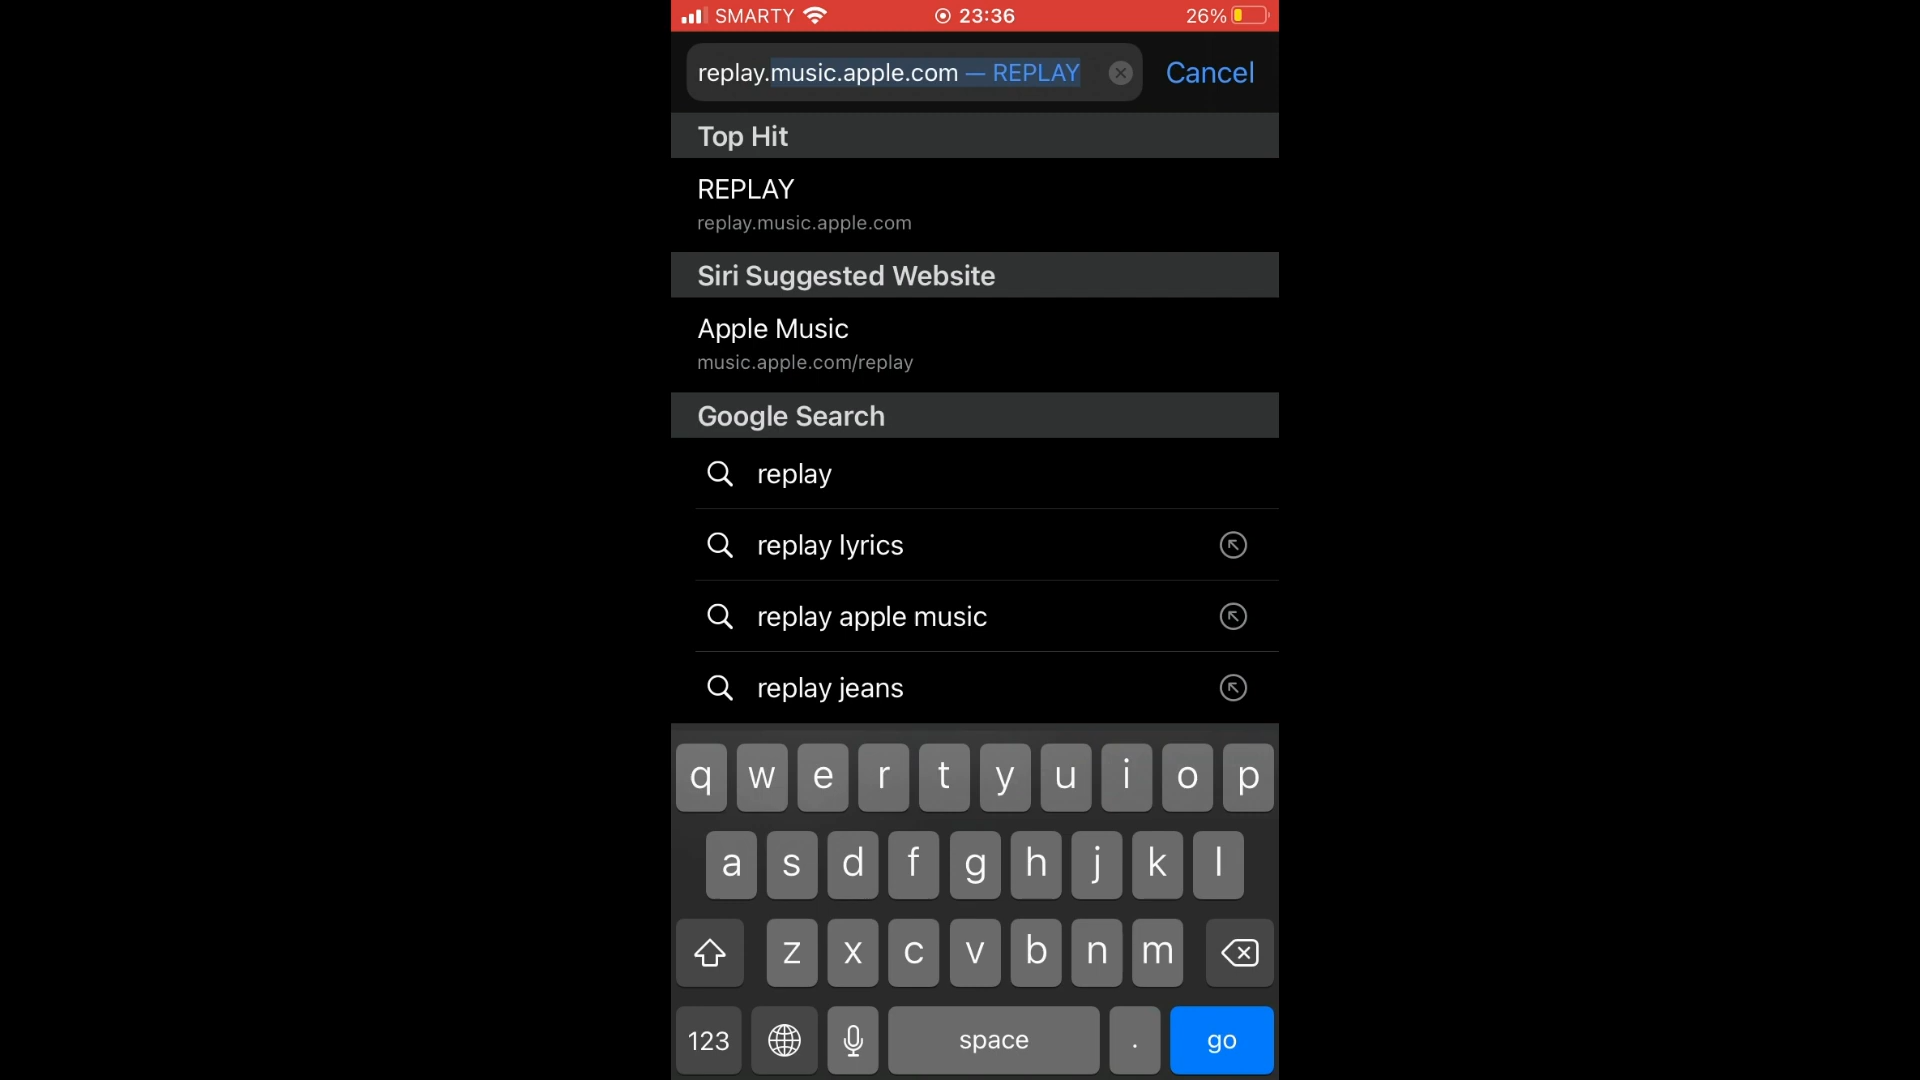 SMARTY 23:36 26%
replay.music.apple.com — REPLAY Cancel
Top Hit
REPLAY
replay.music.apple.com
Siri Suggested Website
Apple Music
music.apple.com/replay
Google Search
replay
replay lyrics
replay apple music
replay jeans
q w e r t y u i o p
a s d f g h j k l
z x c v b n m
123 space . go